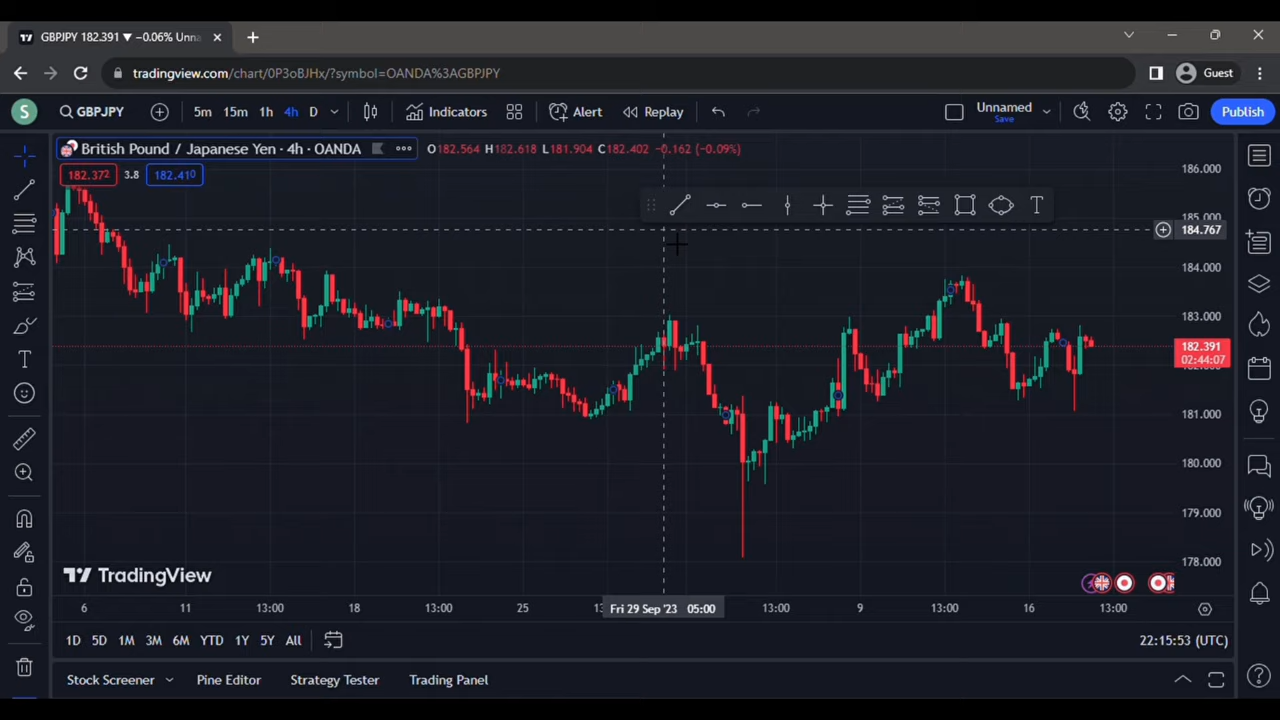 GBPJPY 182.391 ▼ −0.06% Unna
tradingview.com/chart/0P3oBJHx/?symbol=OANDA%3AGBPJPY
Guest
S
GBPJPY
5m 15m 1h 4h D
Indicators
Alert
Replay
Unnamed
Save
Publish
British Pound / Japanese Yen · 4h · OANDA
O182.564 H182.618 L181.904 C182.402 −0.162 (−0.09%)
182.372 3.8 182.410
T
186.000
185.000
184.767
184.000
183.000
182.391
02:44:07
181.000
180.000
179.000
178.000
T
TradingView
6 11 13:00 18 13:00 25 Fri 29 Sep '23 05:00 13:00 9 13:00 16 13:00
1D 5D 1M 3M 6M YTD 1Y 5Y All
22:15:53 (UTC)
Stock Screener Pine Editor Strategy Tester Trading Panel